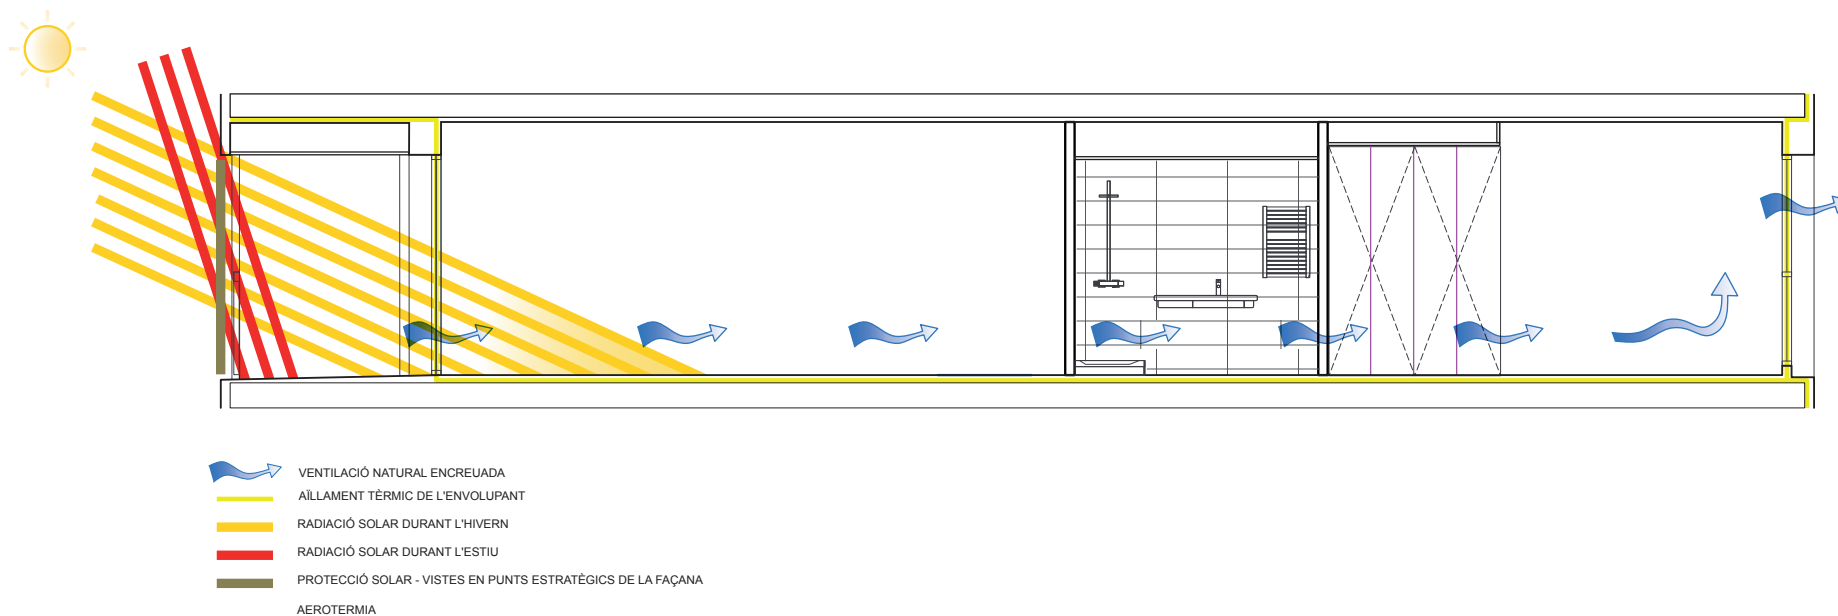 VENTILACIÓ NATURAL ENCREUADA
AÏLLAMENT TÈRMIC DE L'ENVOLUPANT
RADIACIÓ SOLAR DURANT L'HIVERN
RADIACIÓ SOLAR DURANT L'ESTIU
PROTECCIÓ SOLAR - VISTES EN PUNTS ESTRATÈGICS DE LA FAÇANA
AEROTERMIA